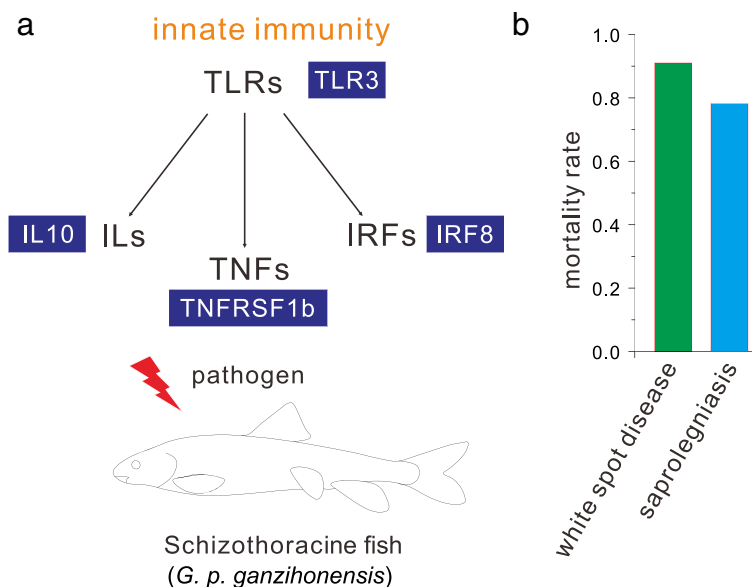 a
innate immunity
TLRs TLR3
IL10 ILs
IRFs IRF8
TNFs
TNFRSF1b
pathogen
Schizothoracine fish
(G. p. ganzihonensis)
b
mortality rate
1.0
0.8
0.6
0.4
0.2
0.0
white spot disease
saprolegniasis